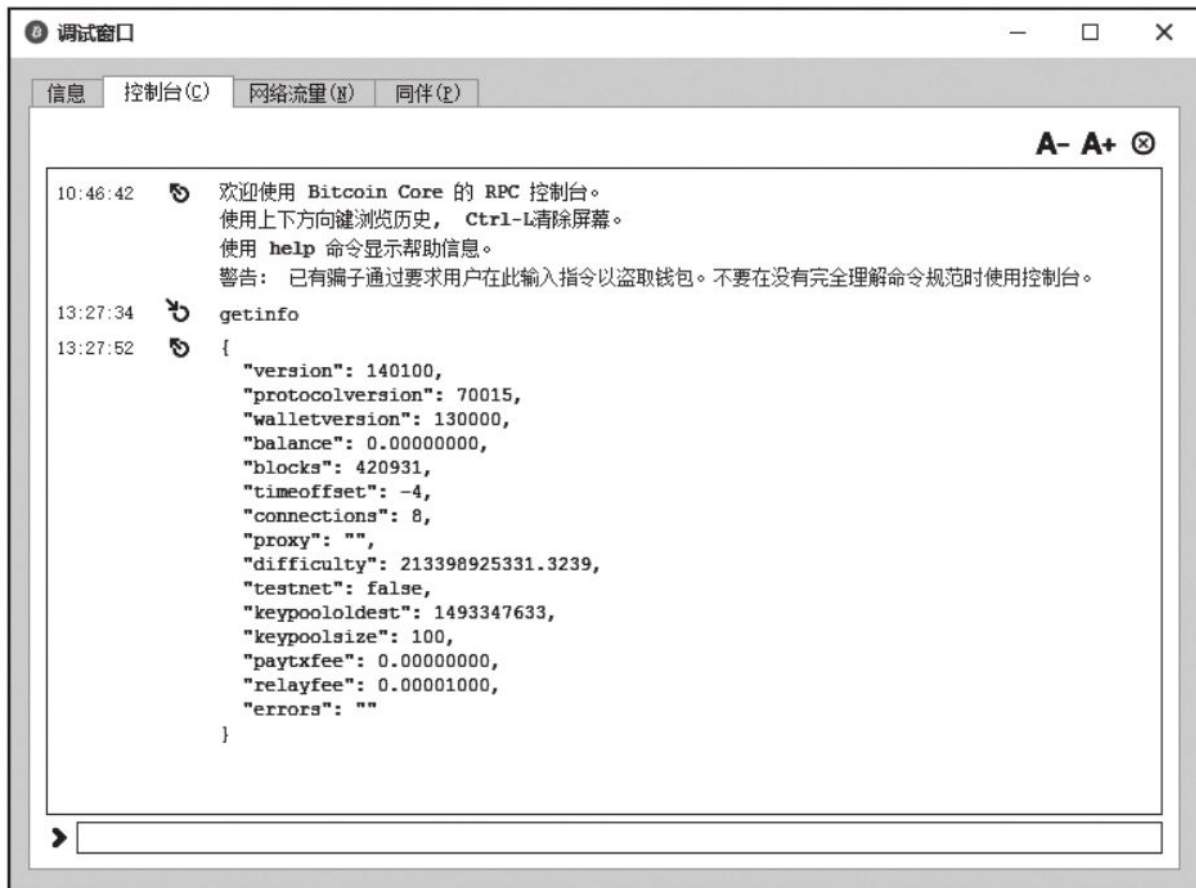 调试窗口
信息 控制台(C) 网络流量(N) 同伴(P)
A- A+
10:46:42 欢迎使用 Bitcoin Core 的 RPC 控制台。
使用上下方向键浏览历史, Ctrl-L清除屏幕。
使用 help 命令显示帮助信息。
警告: 已有骗子通过要求用户在此输入指令以盗取钱包。不要在没有完全理解命令规范时使用控制台。
13:27:34 getinfo
13:27:52 {
"version": 140100,
"protocolversion": 70015,
"walletversion": 130000,
"balance": 0.00000000,
"blocks": 420931,
"timeoffset": -4,
"connections": 8,
"proxy": "",
"difficulty": 213398925331.3239,
"testnet": false,
"keypoololdest": 1493347633,
"keypoolsize": 100,
"paytxfee": 0.00000000,
"relayfee": 0.00001000,
"errors": ""
}